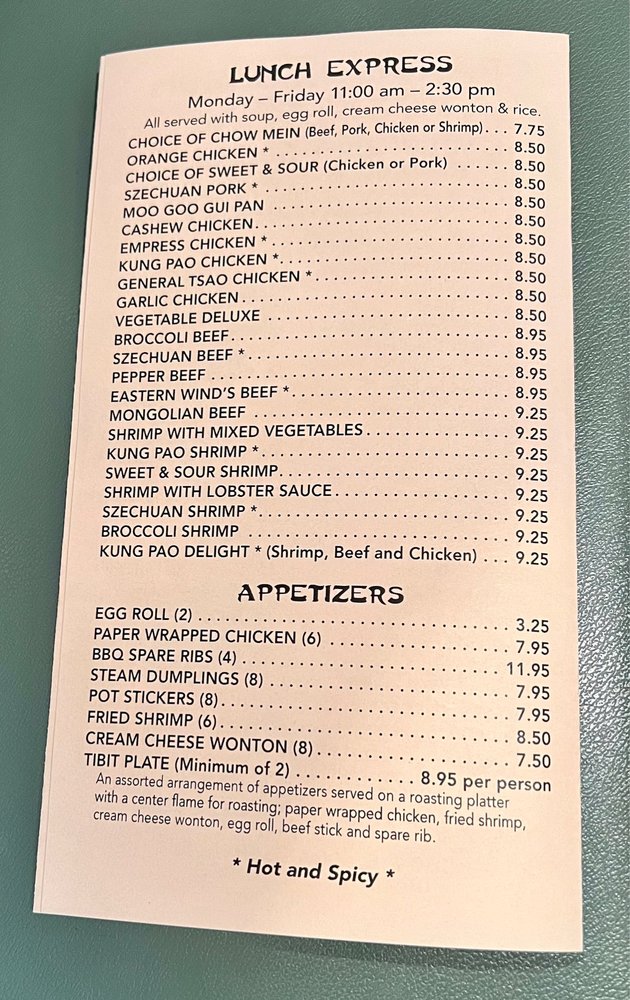 LUNCH EXPRESS
Monday – Friday 11:00 am – 2:30 pm
All served with soup, egg roll, cream cheese wonton & rice.
CHOICE OF CHOW MEIN (Beef, Pork, Chicken or Shrimp)... 7.75
ORANGE CHICKEN * ........ 8.50
CHOICE OF SWEET & SOUR (Chicken or Pork) ...... 8.50
SZECHUAN PORK * ........ 8.50
MOO GOO GUI PAN ........ 8.50
CASHEW CHICKEN........ 8.50
EMPRESS CHICKEN *........ 8.50
KUNG PAO CHICKEN *........ 8.50
GENERAL TSAO CHICKEN *........ 8.50
GARLIC CHICKEN........ 8.50
VEGETABLE DELUXE ........ 8.50
BROCCOLI BEEF........ 8.95
SZECHUAN BEEF *........ 8.95
PEPPER BEEF ........ 8.95
EASTERN WIND'S BEEF *........ 8.95
MONGOLIAN BEEF ........ 9.25
SHRIMP WITH MIXED VEGETABLES........ 9.25
KUNG PAO SHRIMP *........ 9.25
SWEET & SOUR SHRIMP........ 9.25
SHRIMP WITH LOBSTER SAUCE........ 9.25
SZECHUAN SHRIMP *........ 9.25
BROCCOLI SHRIMP ........ 9.25
KUNG PAO DELIGHT * (Shrimp, Beef and Chicken) ... 9.25
APPETIZERS
EGG ROLL (2) ........ 3.25
PAPER WRAPPED CHICKEN (6) ........ 7.95
BBQ SPARE RIBS (4) ........ 11.95
STEAM DUMPLINGS (8) ........ 7.95
POT STICKERS (8)........ 7.95
FRIED SHRIMP (6)........ 8.50
CREAM CHEESE WONTON (8)........ 7.50
TIBIT PLATE (Minimum of 2) ........ 8.95 per person
An assorted arrangement of appetizers served on a roasting platter
with a center flame for roasting; paper wrapped chicken, fried shrimp,
cream cheese wonton, egg roll, beef stick and spare rib.
* Hot and Spicy *